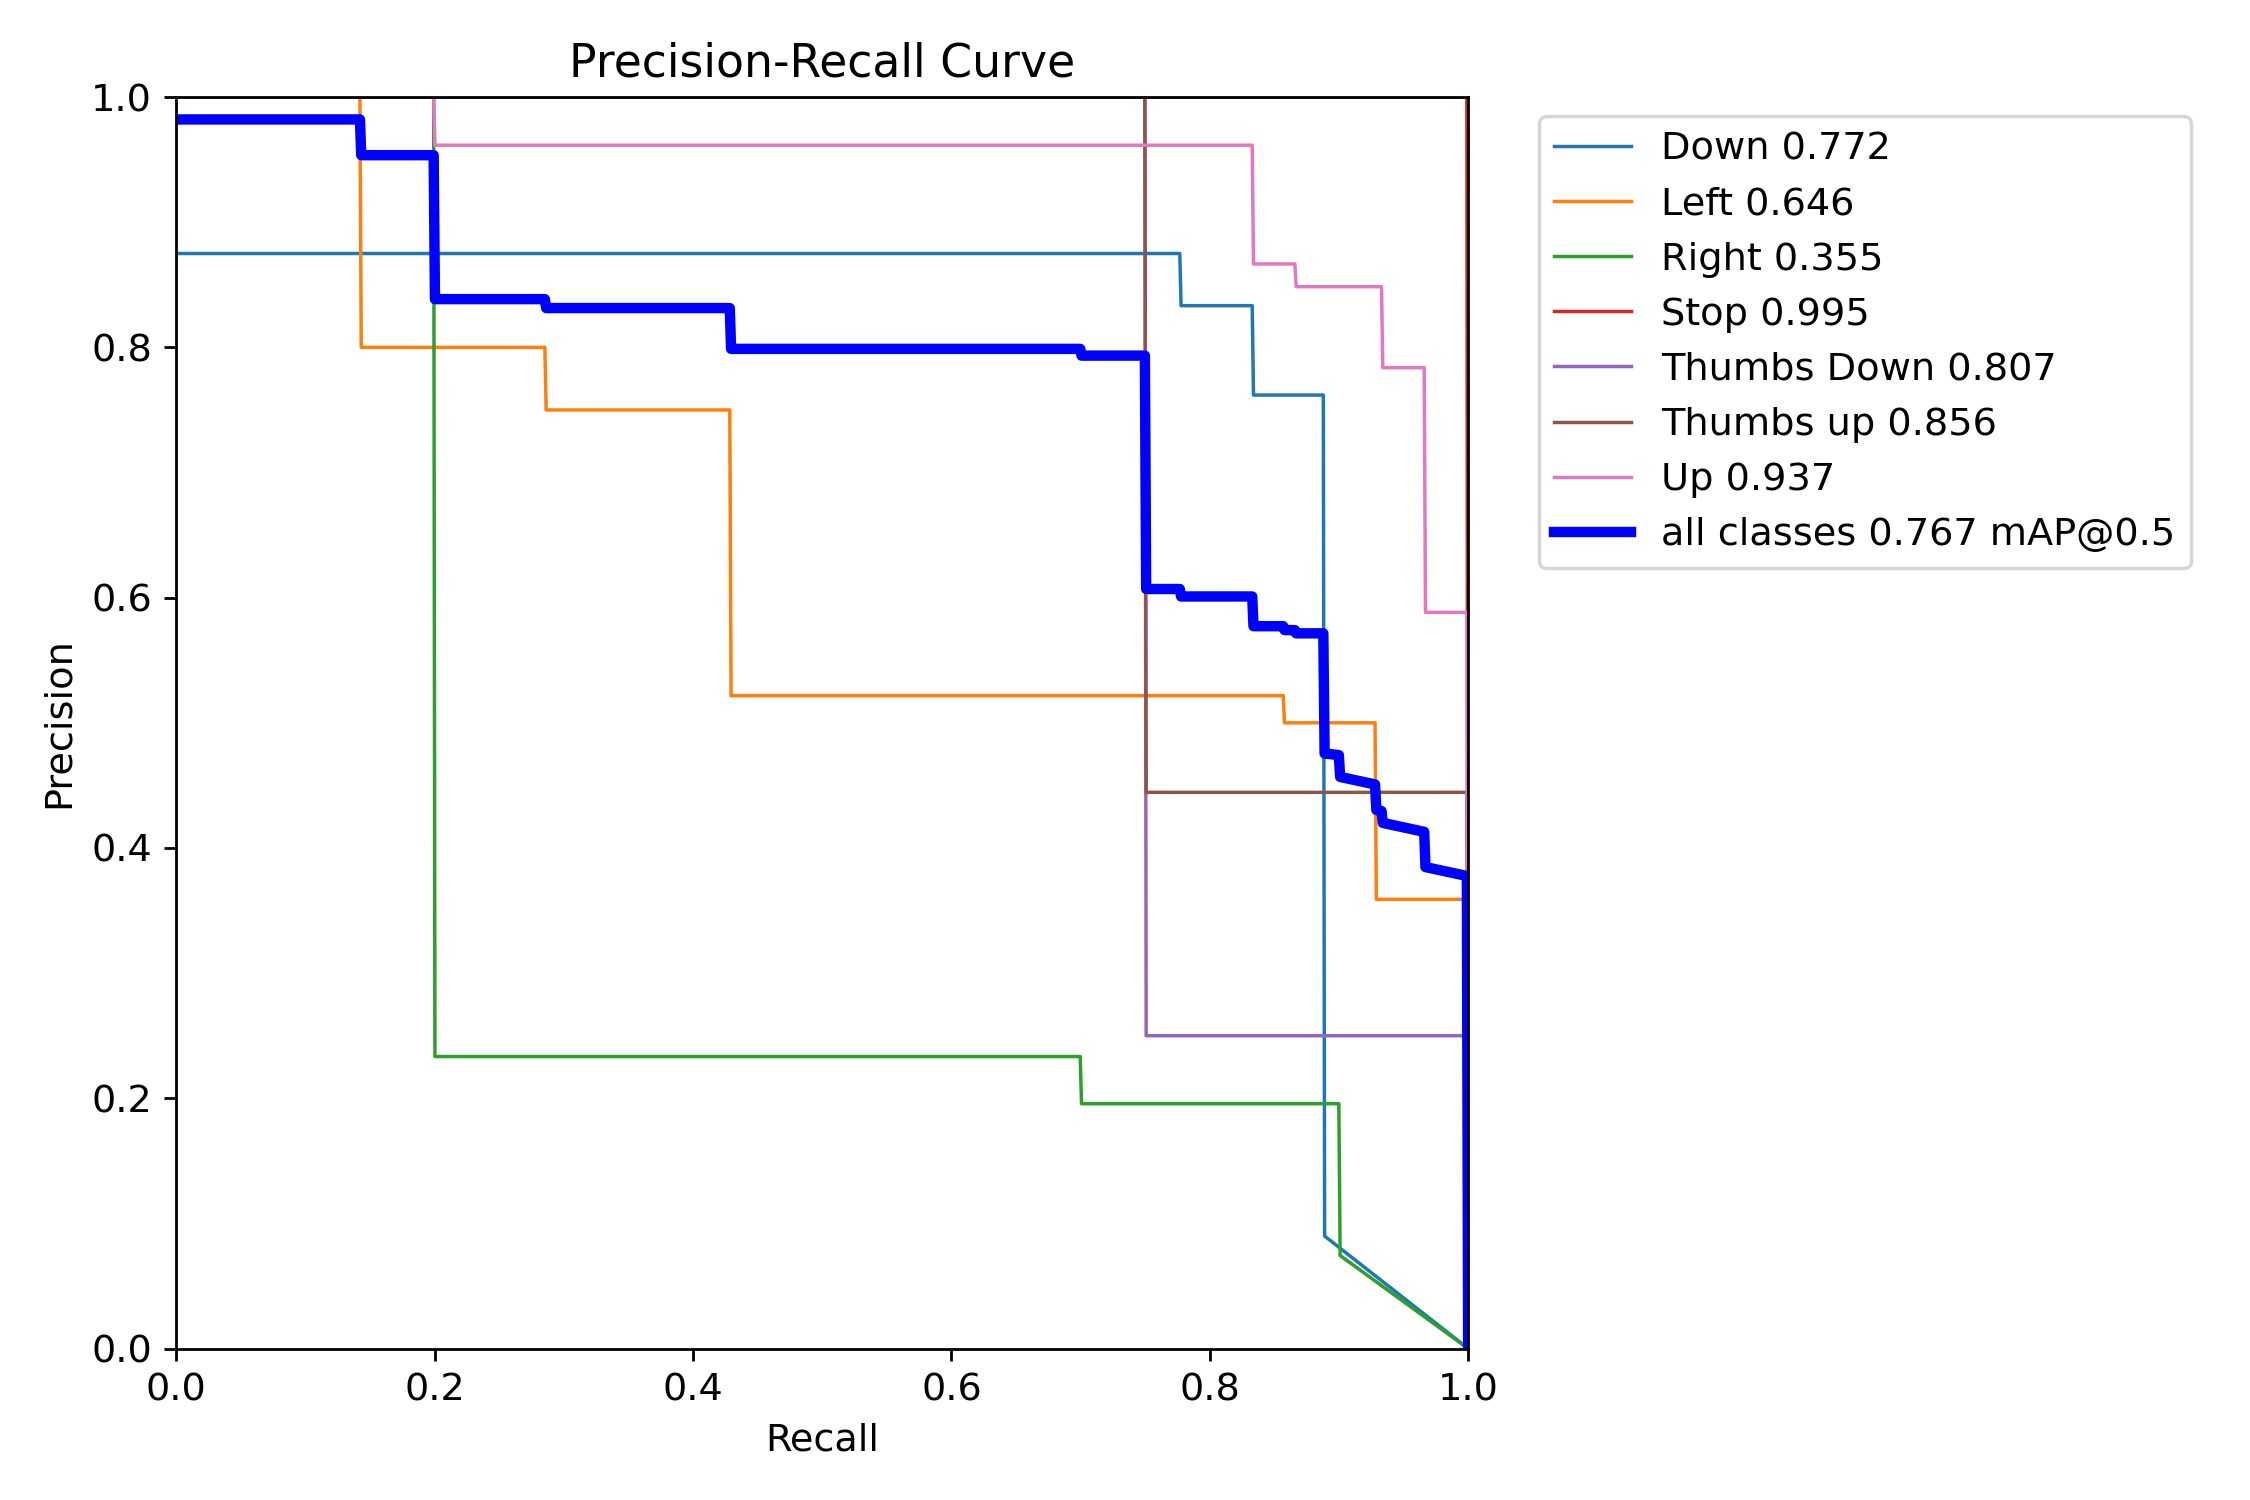 Precision-Recall Curve
1.0
0.8
0.6
0.4
0.2
0.0
Precision
0.0 0.2 0.4 0.6 0.8 1.0
Recall
Down 0.772
Left 0.646
Right 0.355
Stop 0.995
Thumbs Down 0.807
Thumbs up 0.856
Up 0.937
all classes 0.767 mAP@0.5